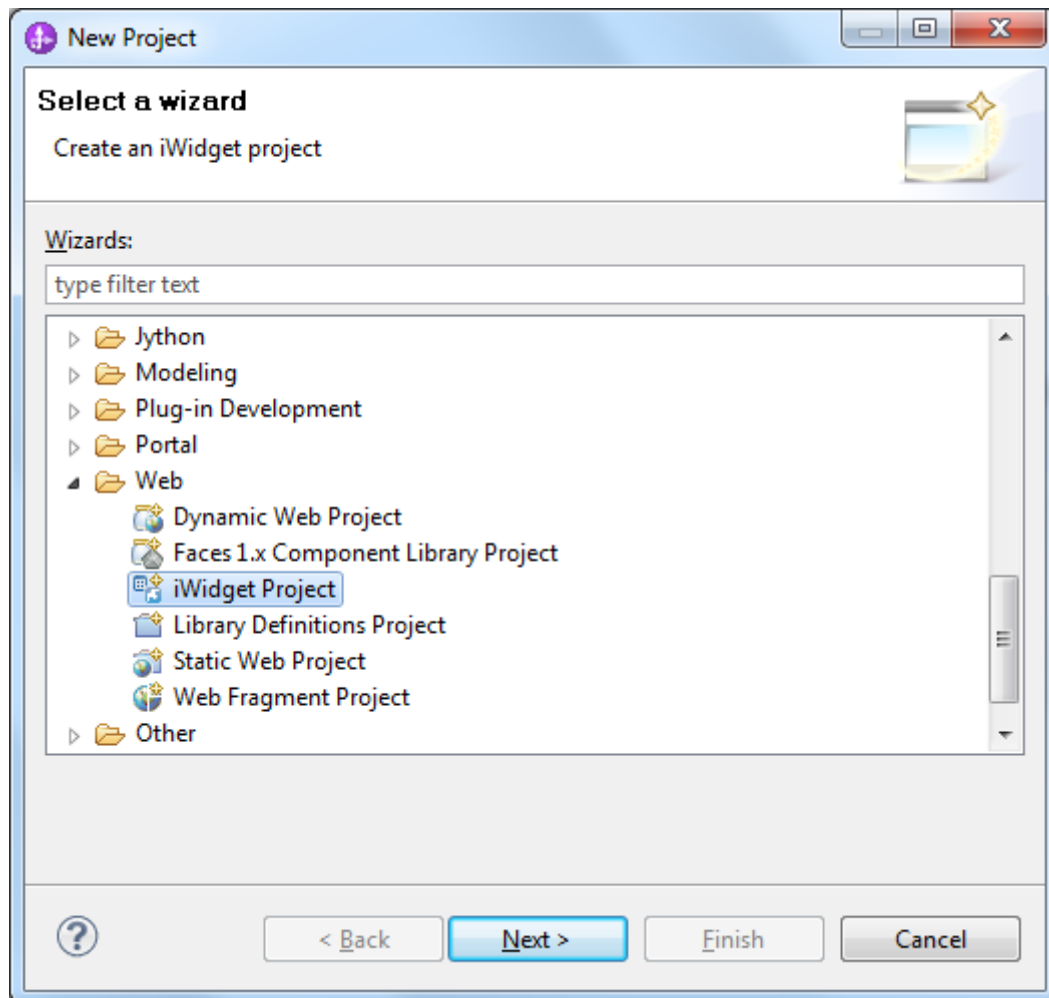 New Project
Select a wizard
Create an iWidget project
Wizards:
type filter text
Jython
Modeling
Plug-in Development
Portal
Web
Dynamic Web Project
Faces 1.x Component Library Project
iWidget Project
Library Definitions Project
Static Web Project
Web Fragment Project
Other
? < Back Next > Finish Cancel